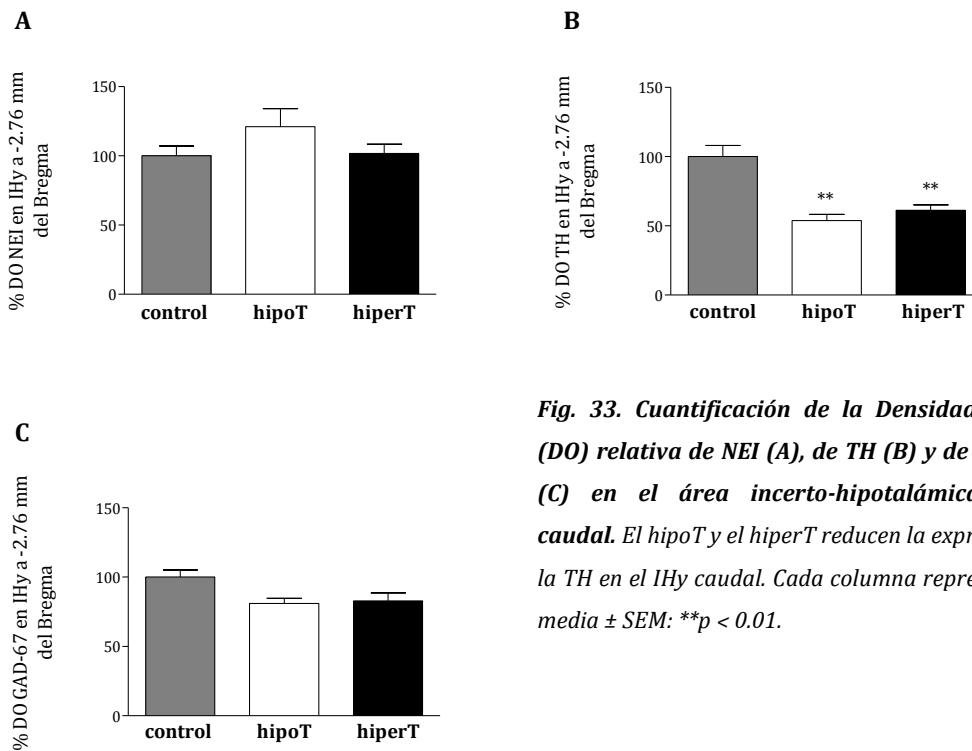 A
% DO NEI en IHy a -2.76 mm
del Bregma
150
100
50
0
control hipoT hiperT
B
% DO TH en IHy a -2.76 mm
del Bregma
150
100
50
0
**
**
control hipoT hiperT
C
% DO GAD-67 en IHy a -2.76 mm
del Bregma
150
100
50
0
control hipoT hiperT
Fig. 33. Cuantificación de la Densidad
(DO) relativa de NEI (A), de TH (B) y de
(C) en el área incerto-hipotalámica
caudal. El hipoT y el hiperT reducen la expr
la TH en el IHy caudal. Cada columna repre
media ± SEM: **p < 0.01.